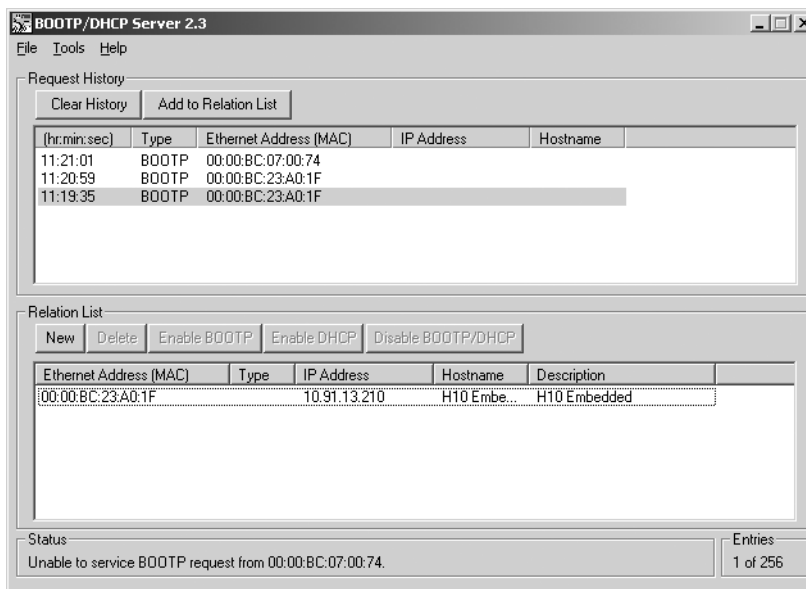 BOOTP/DHCP Server 2.3
File Tools Help
Request History
Clear History Add to Relation List
(hr:min:sec) Type Ethernet Address (MAC) IP Address Hostname
11:21:01 BOOTP 00:00:BC:07:00:74
11:20:59 BOOTP 00:00:BC:23:A0:1F
11:19:35 BOOTP 00:00:BC:23:A0:1F
Relation List
New Delete Enable BOOTP Enable DHCP Disable BOOTP/DHCP
Ethernet Address (MAC) Type IP Address Hostname Description
00:00:BC:23:A0:1F 10.91.13.210 H10 Embe... H10 Embedded
Status Entries
Unable to service BOOTP request from 00:00:BC:07:00:74. 1 of 256